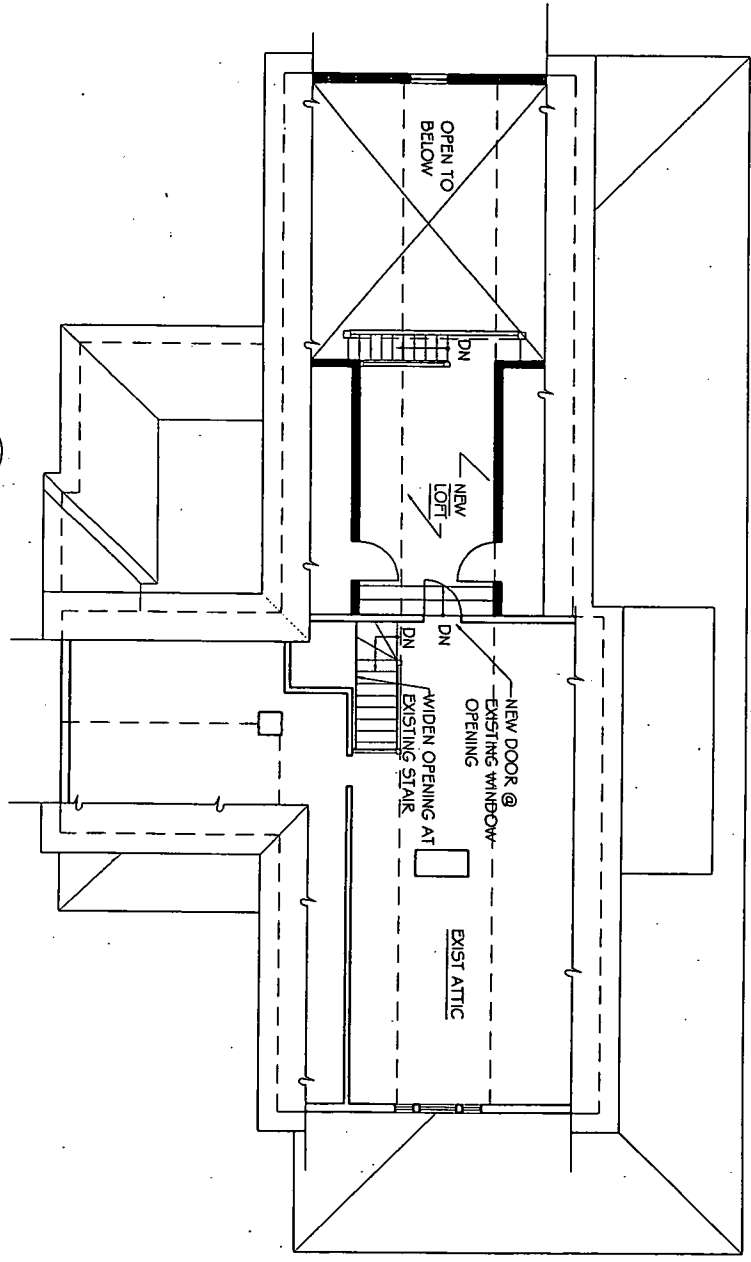 OPEN TO
BELOW
DN
NEW
LOFT
DN
DN
NEW DOOR @
EXISTING WINDOW
OPENING
WIDEN OPENING AT
EXISTING STAIR
EXIST ATTIC